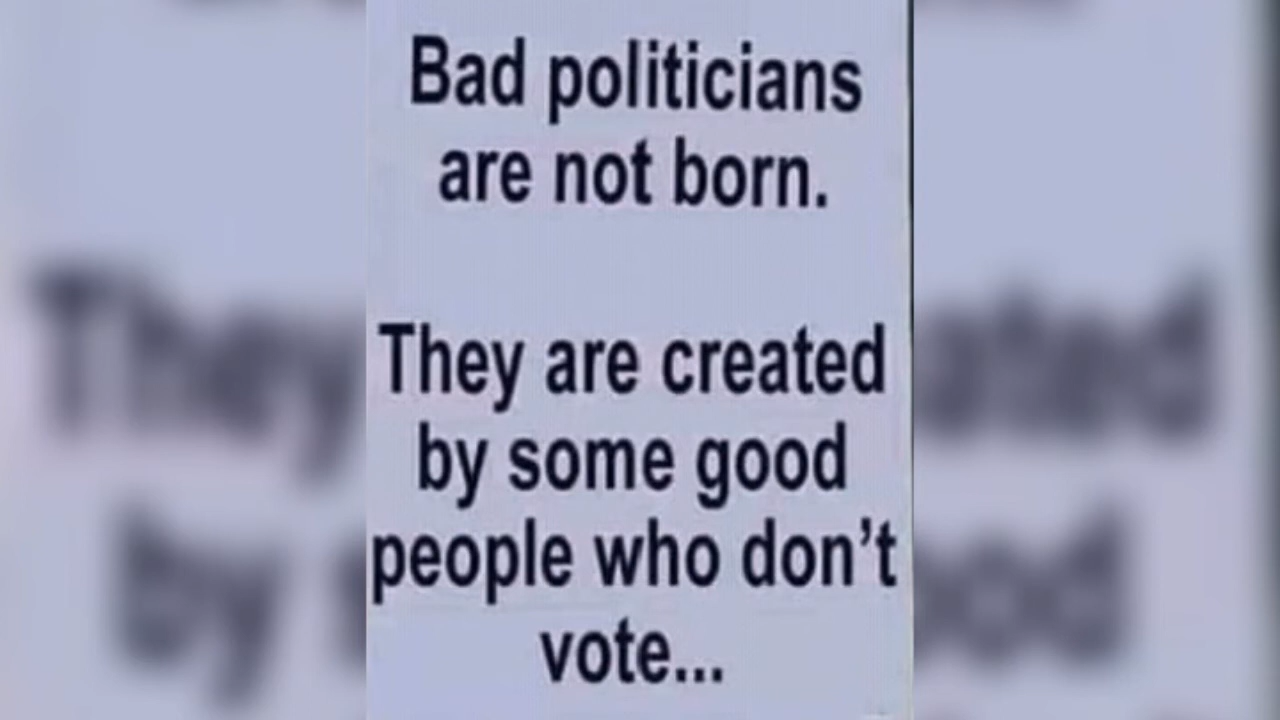 Bad politicians
are not born.
They are created
by some good
people who don’t
vote...